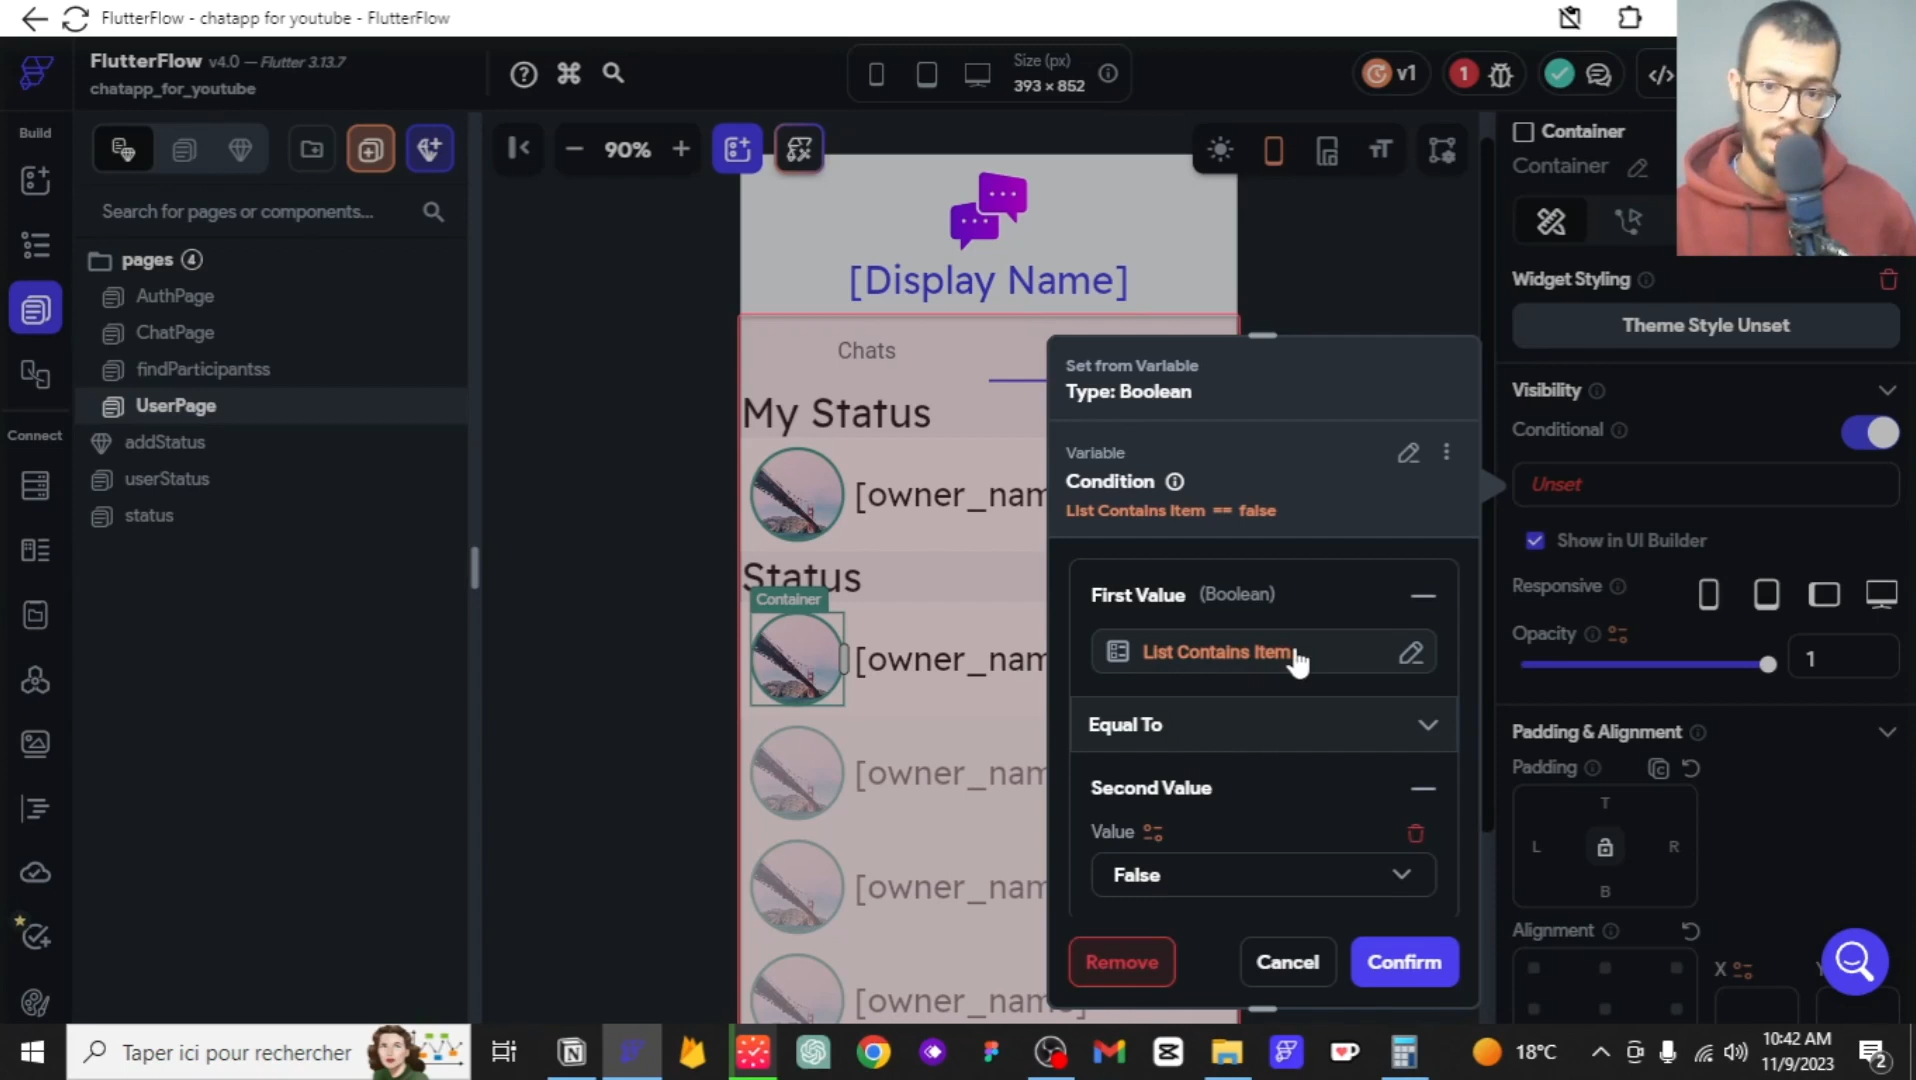 FlutterFlow - chatapp for youtube - FlutterFlow
FlutterFlow v4.0 — Flutter 3.13.7
chatapp_for_youtube
Size (px)
393 × 852
v1
1
Build
Search for pages or components...
pages 4
AuthPage
ChatPage
findParticipantss
UserPage
addStatus
userStatus
status
Connect
90%
[Display Name]
Chats
My Status
[owner_nam
Status
Container
[owner_nam
[owner_nam
[owner_nam
[owner_name]
Set from Variable
Type: Boolean
Variable
Condition
List Contains Item == false
First Value (Boolean)
List Contains Item
Equal To
Second Value
Value
False
Remove
Cancel
Confirm
Container
Container
Widget Styling
Theme Style Unset
Visibility
Conditional
Unset
Show in UI Builder
Responsive
Opacity
1
Padding & Alignment
Padding
T
L
R
B
Alignment
X
Taper ici pour rechercher
18°C
10:42 AM
11/9/2023
2